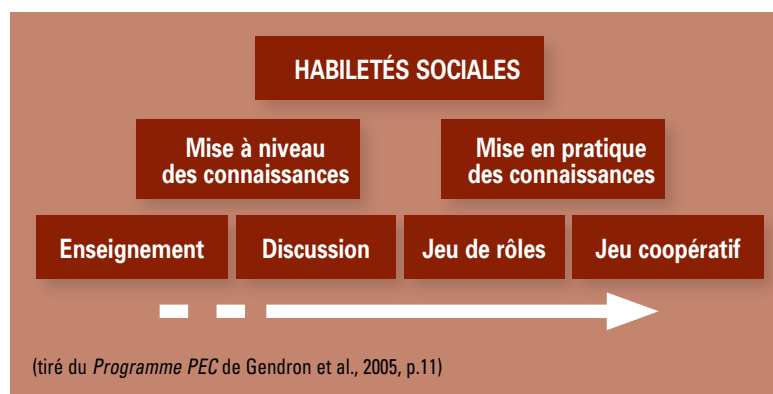 HABILETÉS SOCIALES
Mise à niveau
des connaissances
Mise en pratique
des connaissances
Enseignement
Discussion
Jeu de rôles
Jeu coopératif
(tiré du Programme PEC de Gendron et al., 2005, p.11)